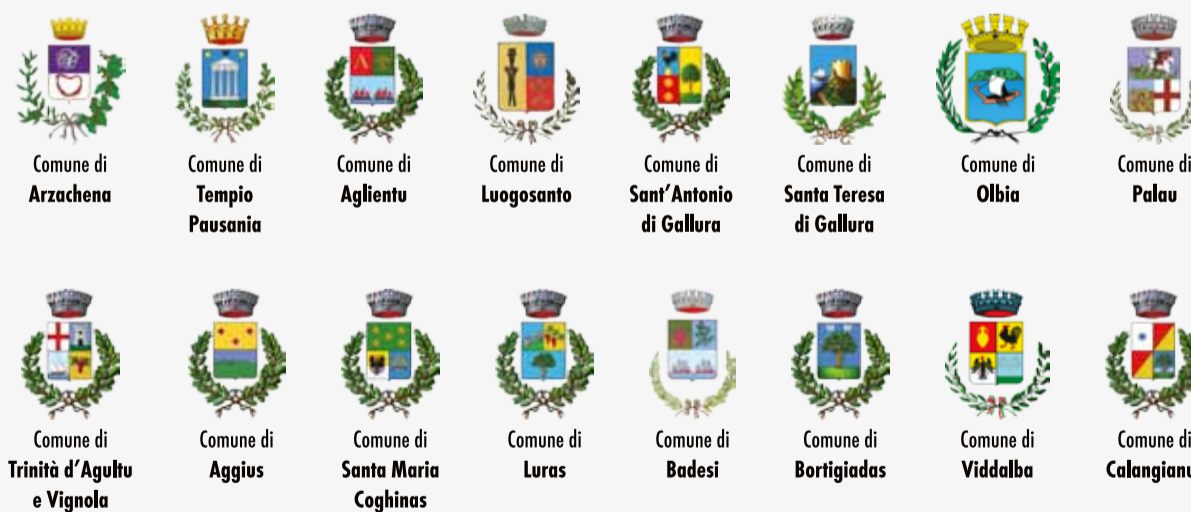 Comune di
Arzachena
Comune di
Tempio
Pausania
Comune di
Aglientu
Comune di
Luogosanto
Comune di
Sant'Antonio
di Gallura
Comune di
Santa Teresa
di Gallura
Comune di
Olbia
Comune di
Palau
Comune di
Trinità d'Agultu
e Vignola
Comune di
Aggius
Comune di
Santa Maria
Coghinas
Comune di
Luras
Comune di
Badesi
Comune di
Bortigiadas
Comune di
Viddalba
Comune di
Calangianu